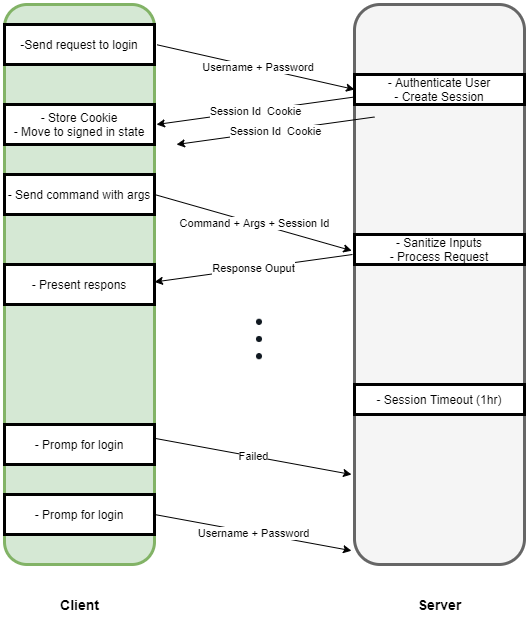 -Send request to login
Username + Password
- Authenticate User
- Create Session
Session Id  Cookie
- Store Cookie
- Move to signed in state
Session Id  Cookie
- Send command with args
Command + Args + Session Id
- Sanitize Inputs
- Process Request
Response Ouput
- Present respons
- Session Timeout (1hr)
- Promp for login
Failed
- Promp for login
Username + Password
Client
Server